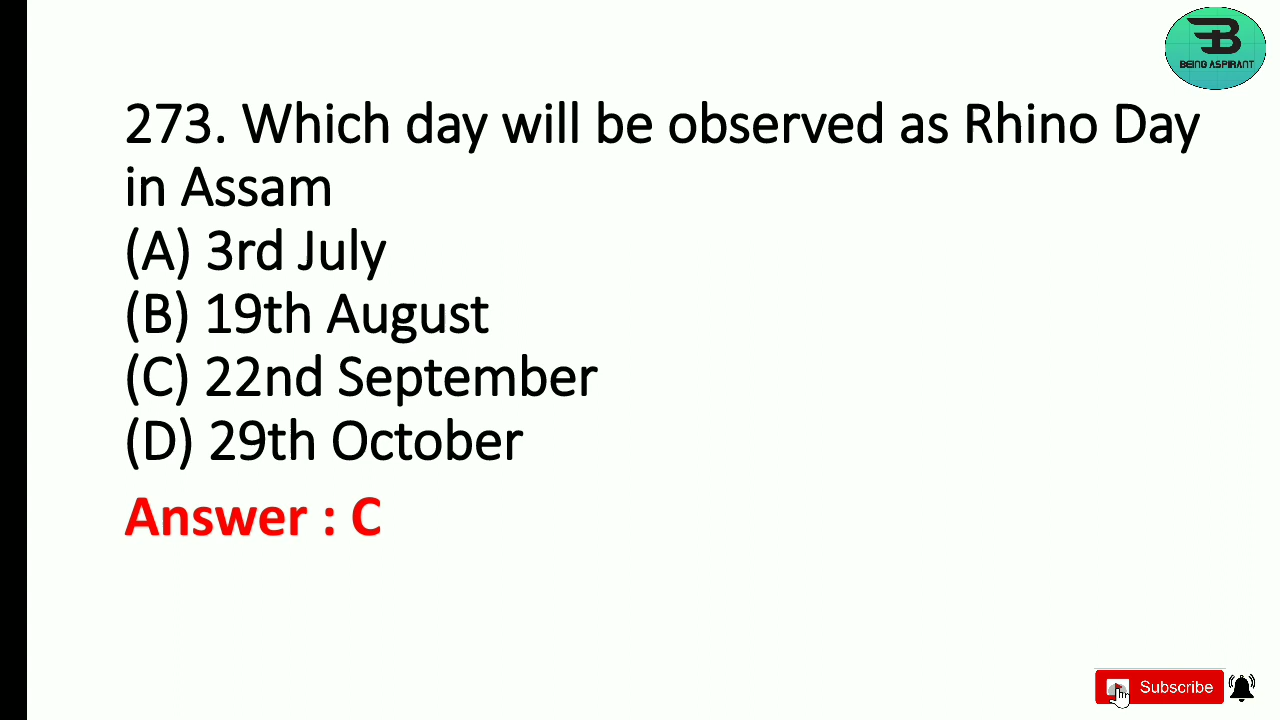 BEING ASPIRANT
273. Which day will be observed as Rhino Day
in Assam
(A) 3rd July
(B) 19th August
(C) 22nd September
(D) 29th October
Answer : C
Subscribe